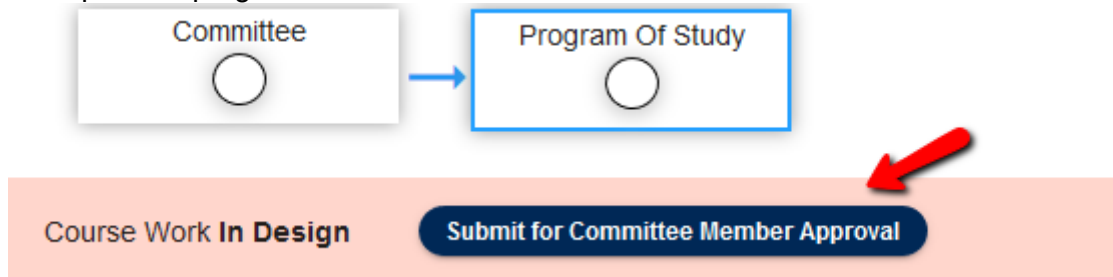 Committee
Program Of Study
Course Work In Design
Submit for Committee Member Approval